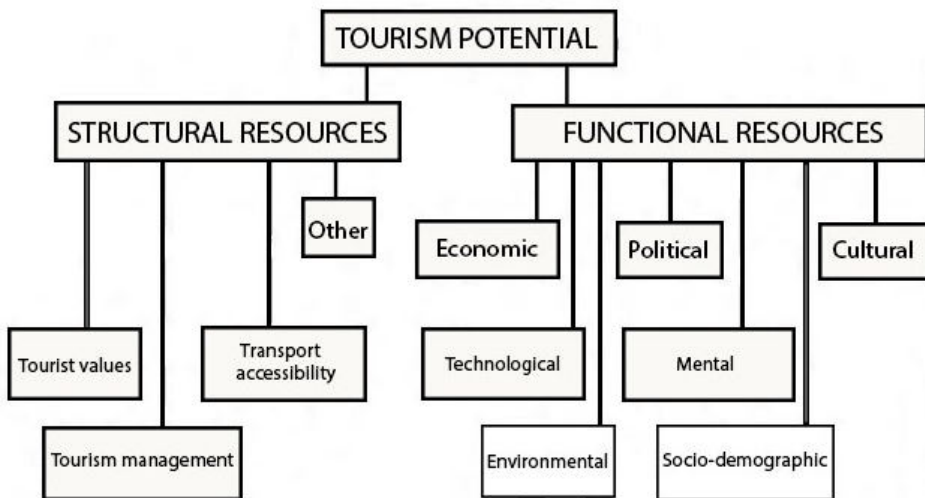 TOURISM POTENTIAL
STRUCTURAL RESOURCES
FUNCTIONAL RESOURCES
Other
Economic
Political
Cultural
Tourist values
Transport
accessibility
Technological
Mental
Tourism management
Environmental
Socio-demographic